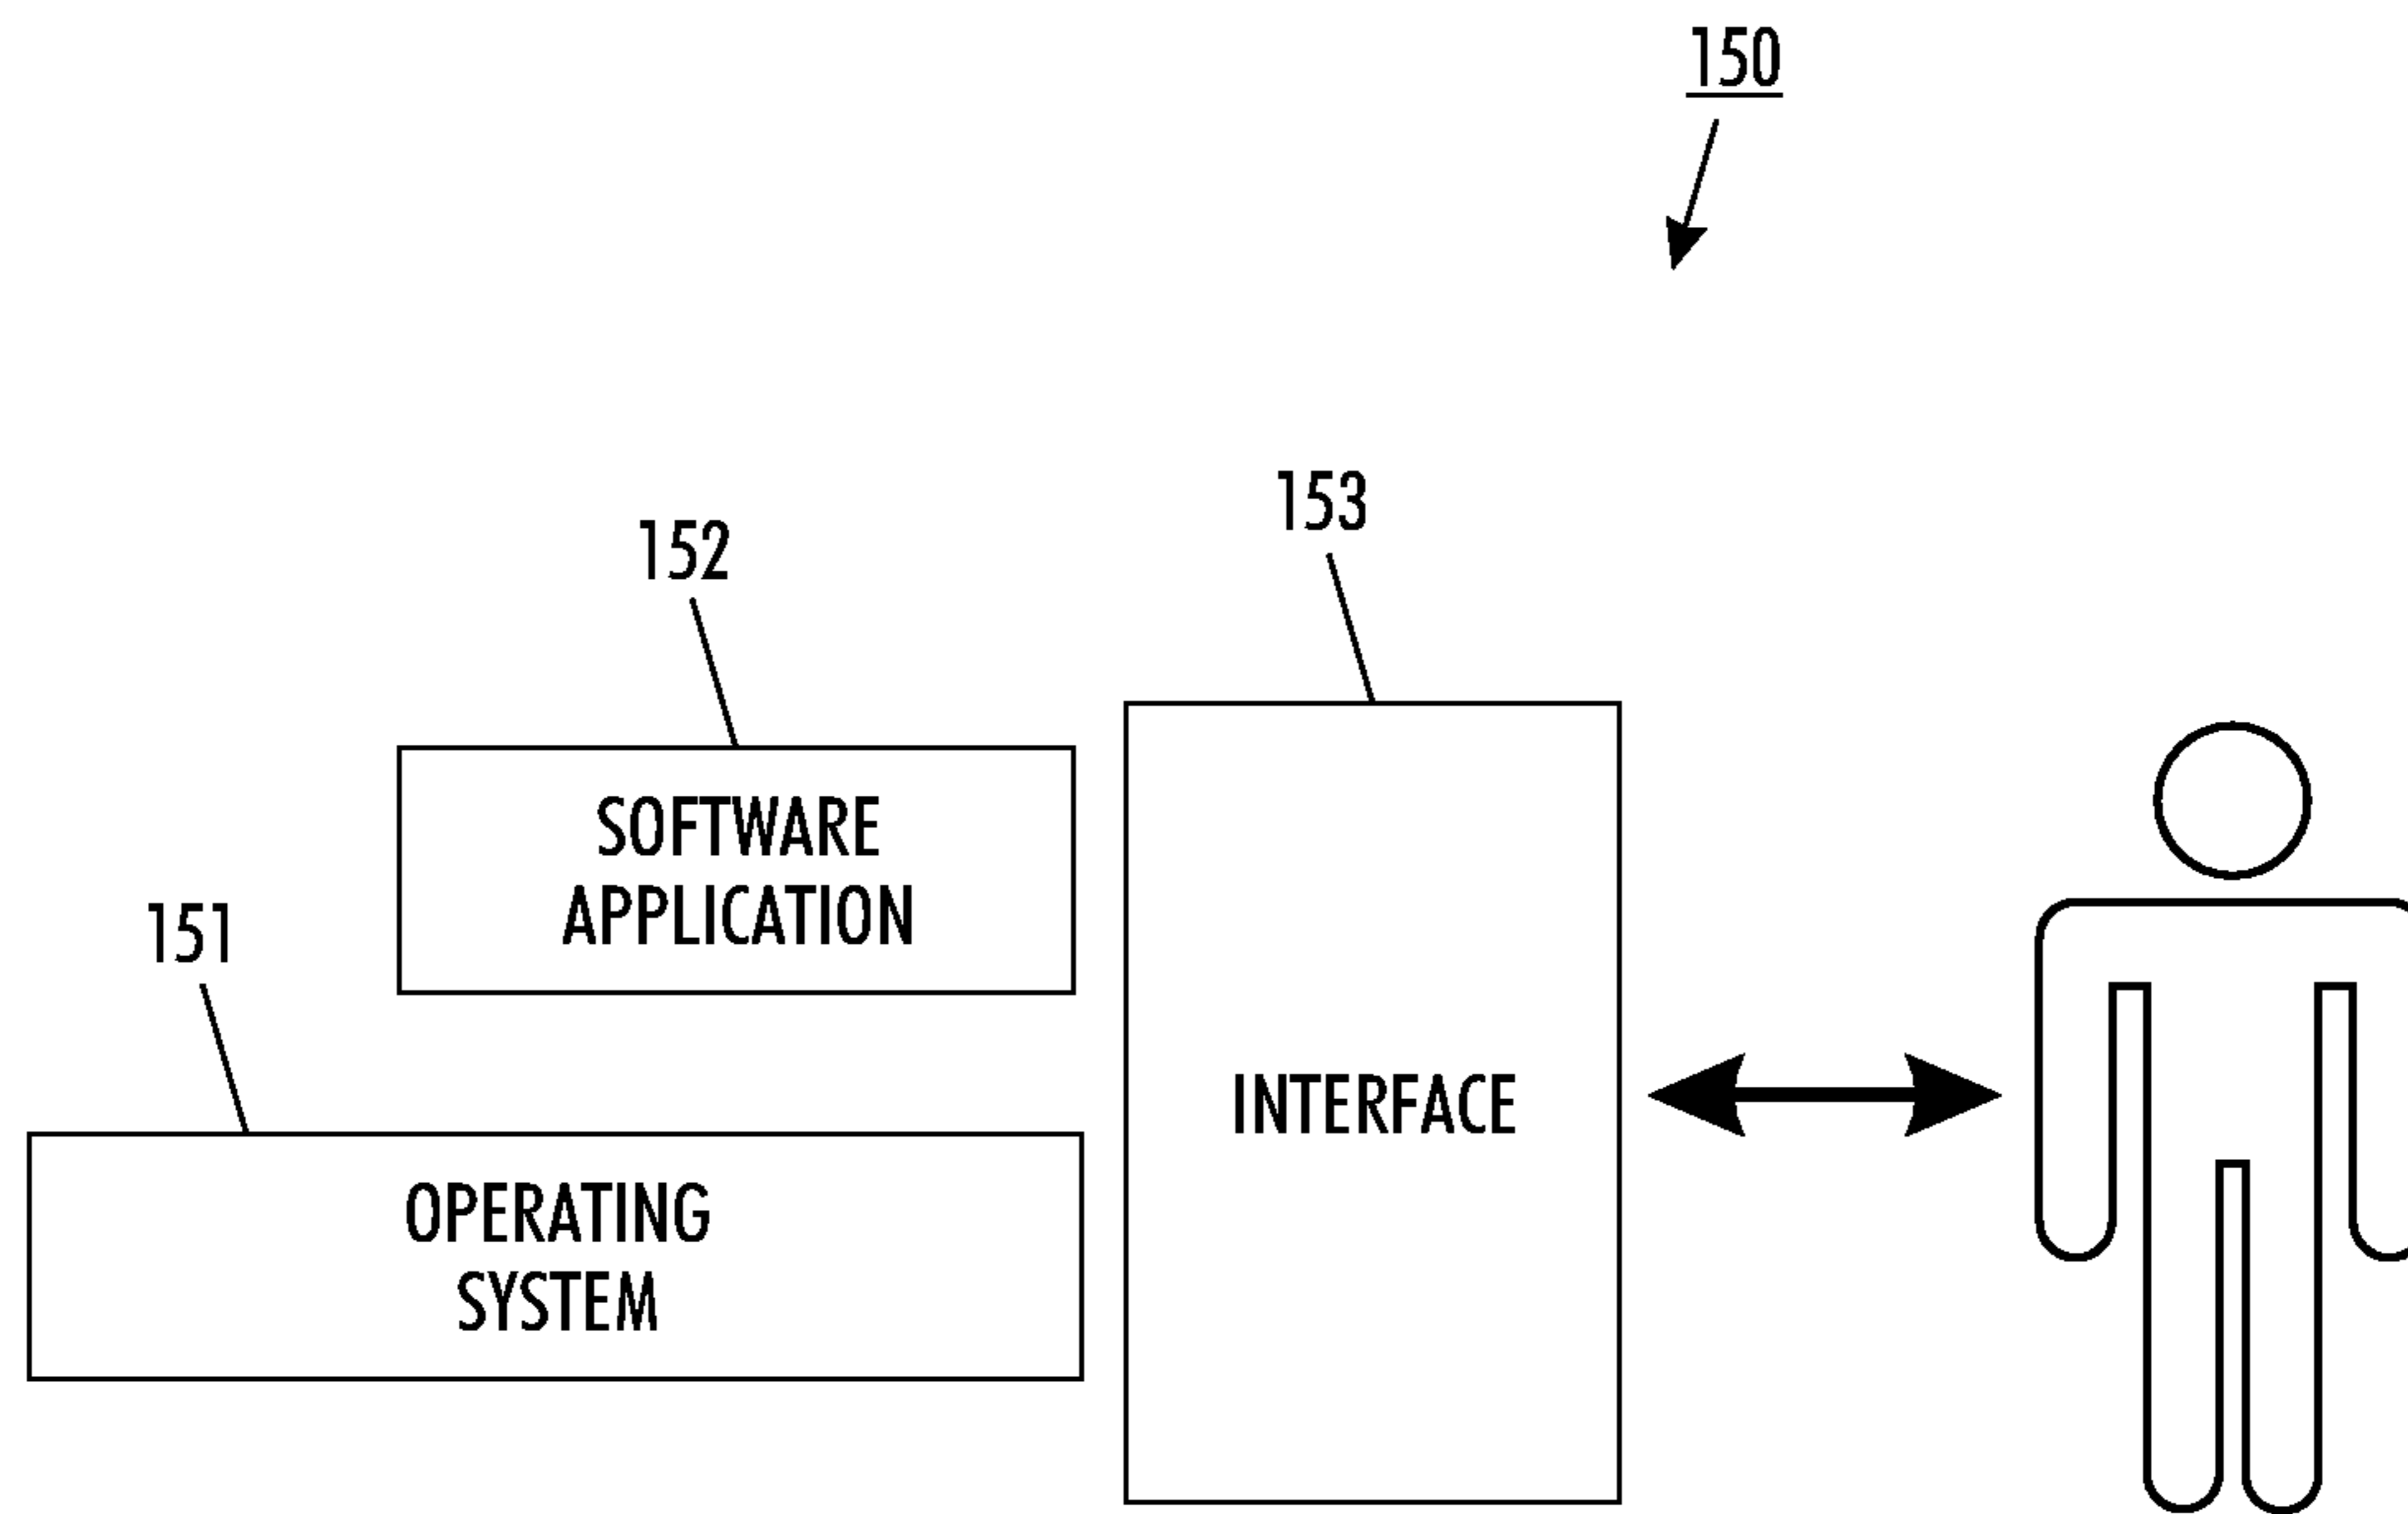 150
153
152
SOFTWARE
APPLICATION
151
INTERFACE
OPERATING
SYSTEM